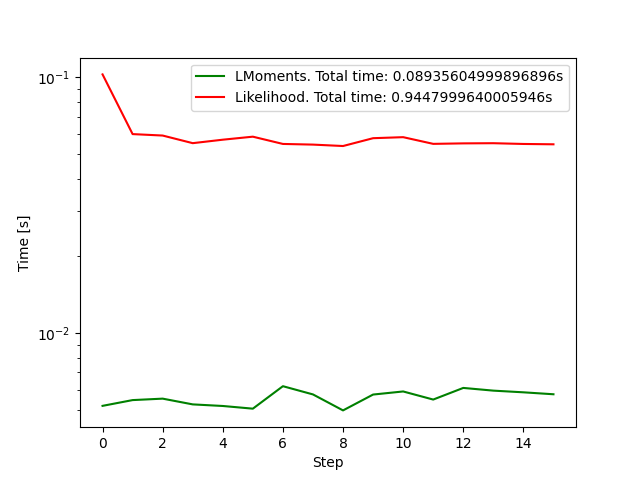 LMoments. Total time: 0.08935604999896896s
Likelihood. Total time: 0.9447999640005946s
Time [s]
10⁻¹
10⁻²
0 2 4 6 8 10 12 14
Step